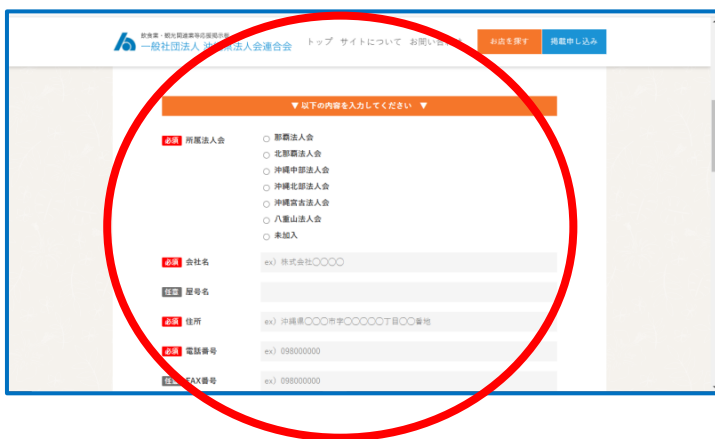 飲食業・観光関連業等応援掲示板
一般社団法人 沖縄県法人会連合会
トップ サイトについて お問い合わせ
お店を探す
掲載申し込み
▼ 以下の内容を入力してください ▼
必須 所属法人会
那覇法人会
北那覇法人会
沖縄中部法人会
沖縄北部法人会
沖縄宮古法人会
八重山法人会
未加入
必須 会社名 ex) 株式会社〇〇〇〇
任意 屋号名
必須 住所 ex) 沖縄県〇〇〇市字〇〇〇〇〇丁目〇〇番地
必須 電話番号 ex) 098000000
任意 FAX番号 ex) 098000000